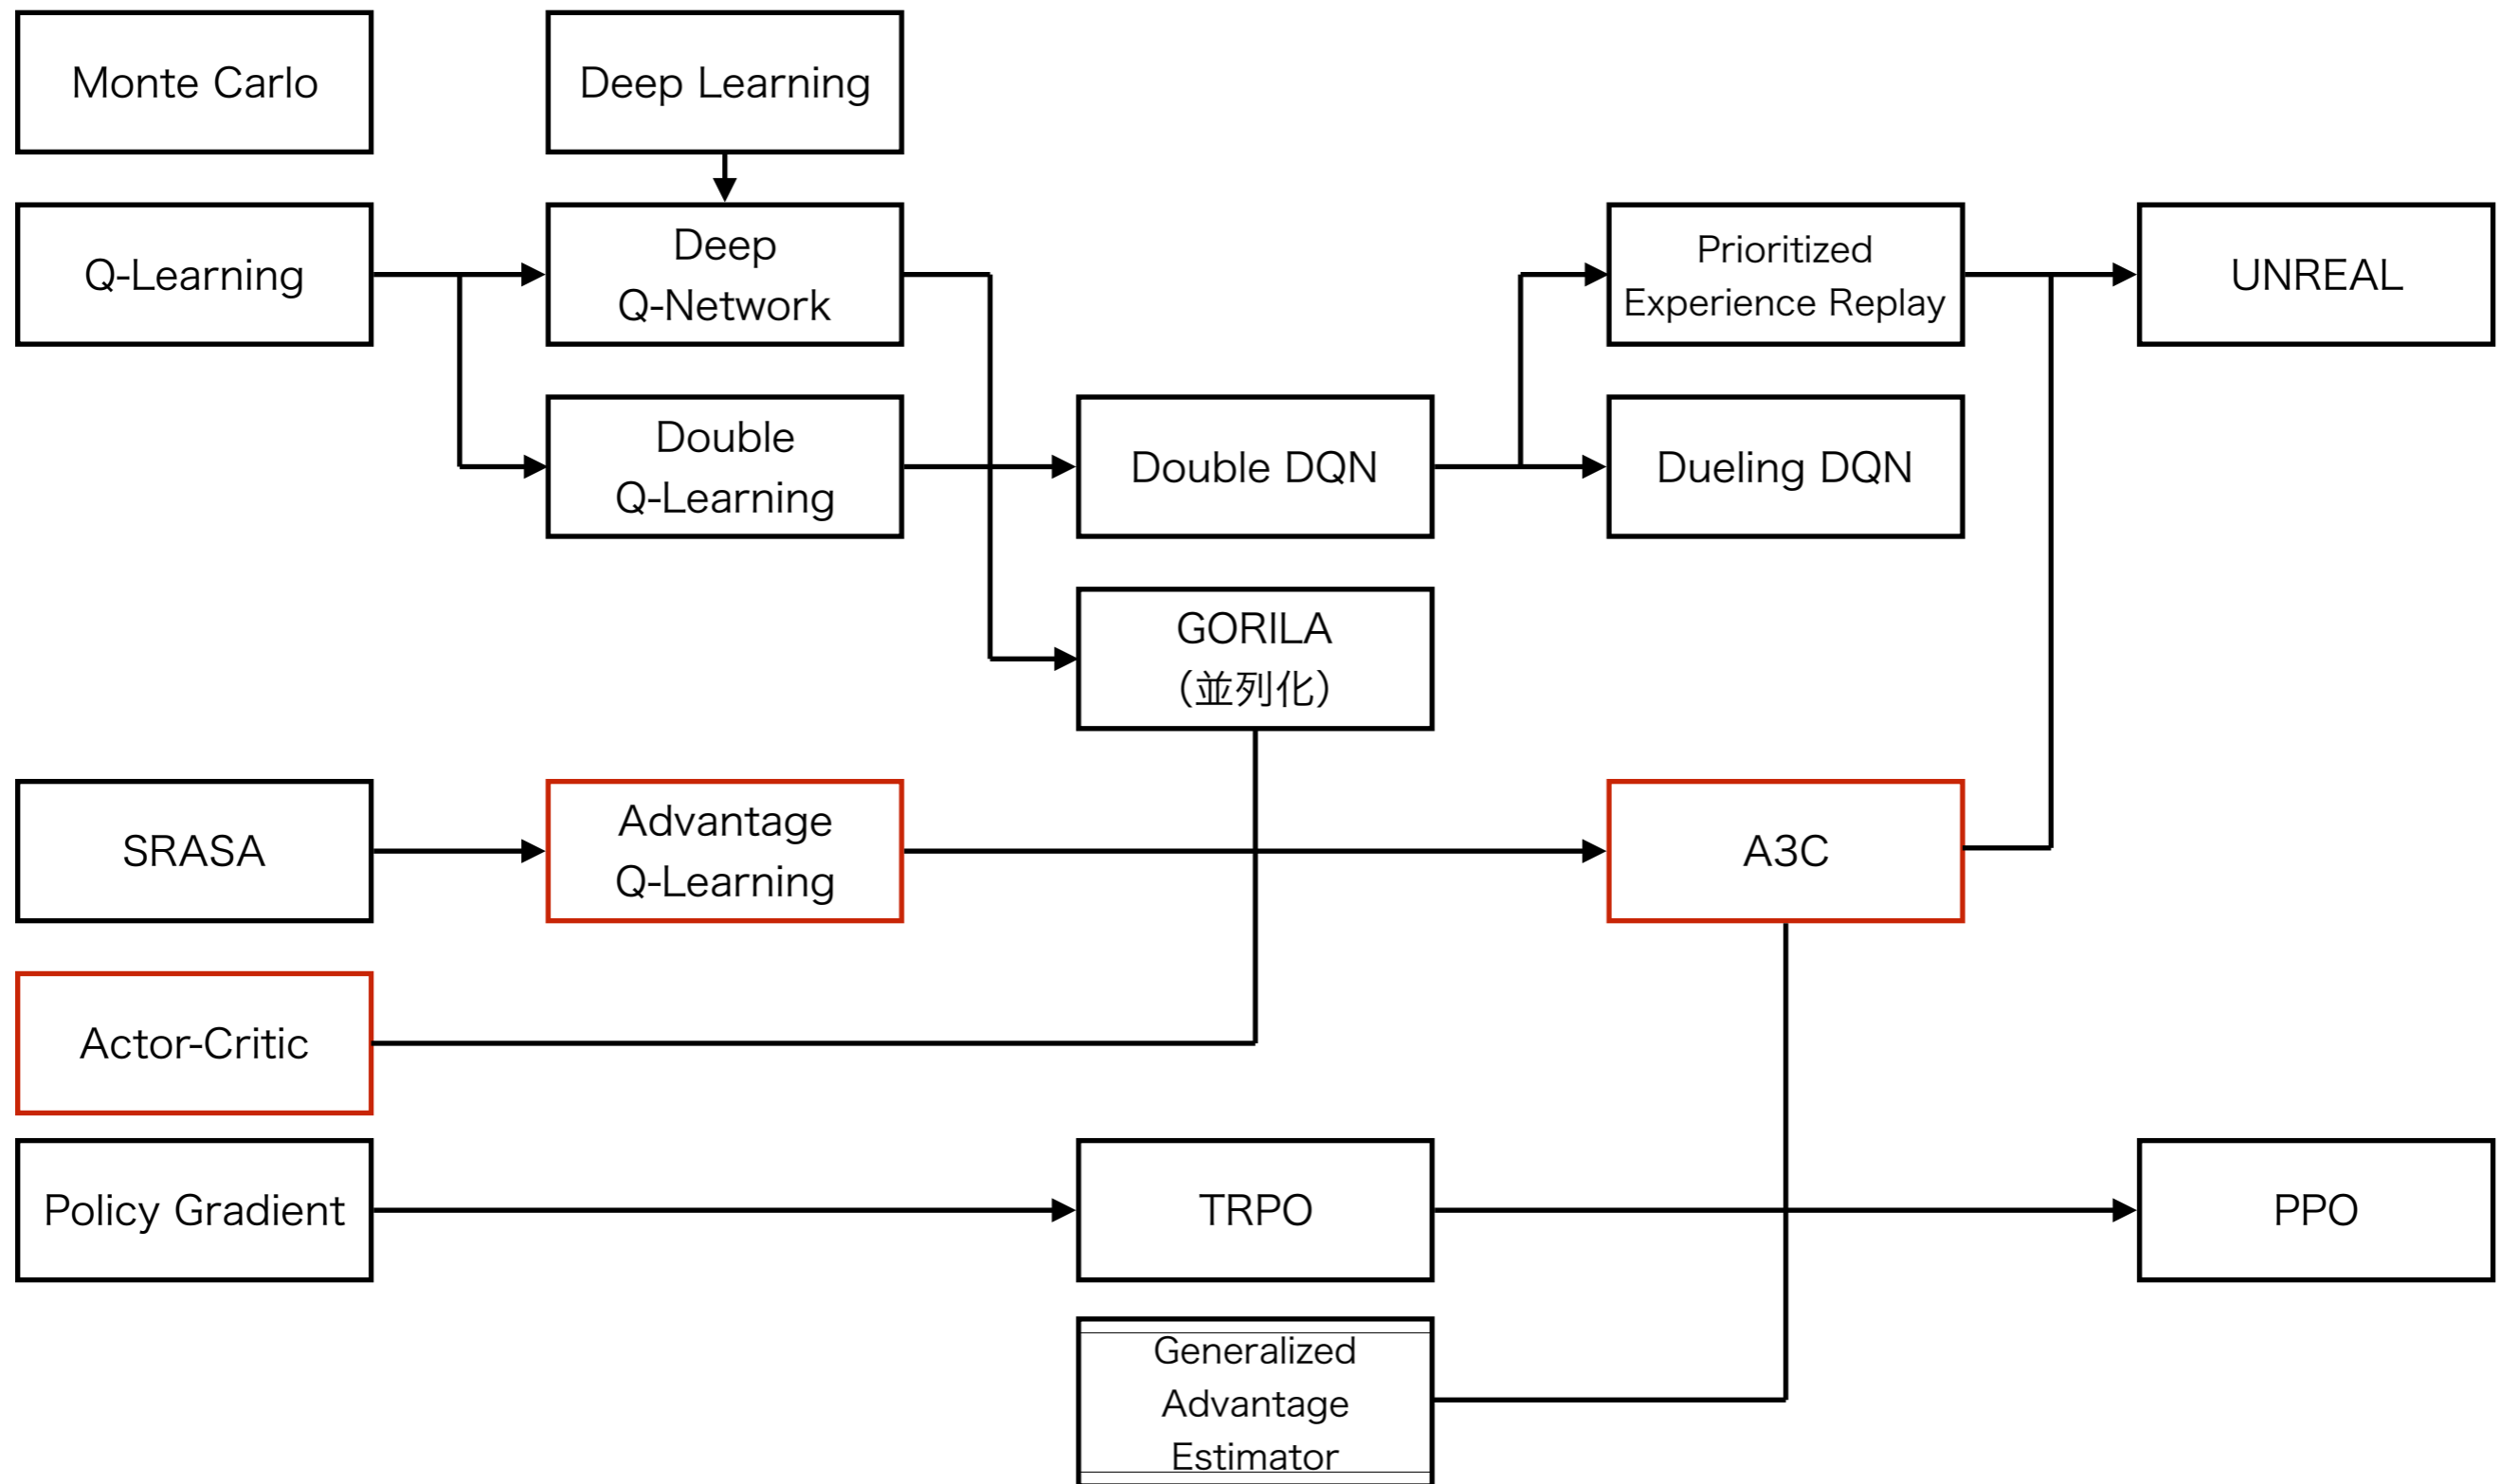 Monte Carlo
Deep Learning
Q-Learning
Deep
Q-Network
Prioritized
Experience Replay
UNREAL
Double
Q-Learning
Double DQN
Dueling DQN
GORILA
（並列化）
SRASA
Advantage
Q-Learning
A3C
Actor-Critic
Policy Gradient
TRPO
PPO
Generalized
Advantage
Estimator